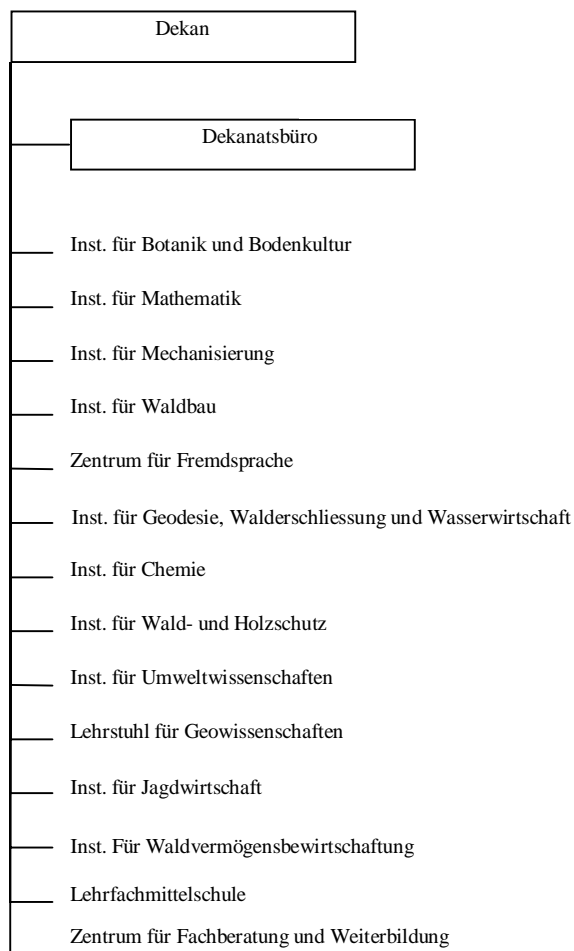 Dekan
Dekanatsbüro
Inst. für Botanik und Bodenkultur
Inst. für Mathematik
Inst. für Mechanisierung
Inst. für Waldbau
Zentrum für Fremdsprache
Inst. für Geodesie, Walderschliessung und Wasserwirtschaft
Inst. für Chemie
Inst. für Wald- und Holzschutz
Inst. für Umweltwissenschaften
Lehrstuhl für Geowissenschaften
Inst. für Jagdwirtschaft
Inst. Für Waldvermögensbewirtschaftung
Lehrfachmittelschule
Zentrum für Fachberatung und Weiterbildung